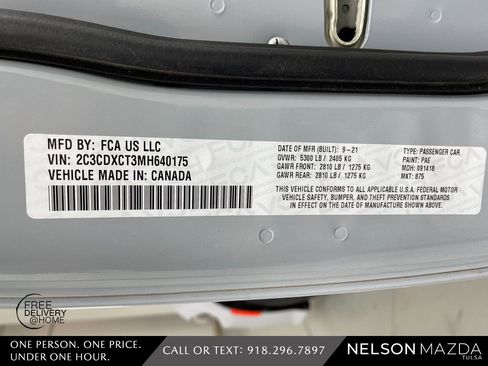 MFD BY: FCA US LLC
VIN: 2C3CDXCT3MH640175
VEHICLE MADE IN: CANADA
DATE OF MFR (BUILT): 9-21
GVWR: 5300 LB / 2405 KG
GAWR FRONT: 2810 LB / 1275 KG
GAWR REAR: 2810 LB / 1275 KG
TYPE: PASSENGER CAR
PAINT: PAE
MDH: 091418
MKT: 875
THIS VEHICLE CONFORMS TO ALL APPLICABLE U.S.A. FEDERAL MOTOR
VEHICLE SAFETY, BUMPER, AND THEFT PREVENTION STANDARDS IN
EFFECT ON THE DATE OF MANUFACTURE SHOWN ABOVE.
FREE
DELIVERY
@HOME
ONE PERSON. ONE PRICE.
UNDER ONE HOUR.
CALL OR TEXT: 918.296.7897
NELSON MAZDA
TULSA